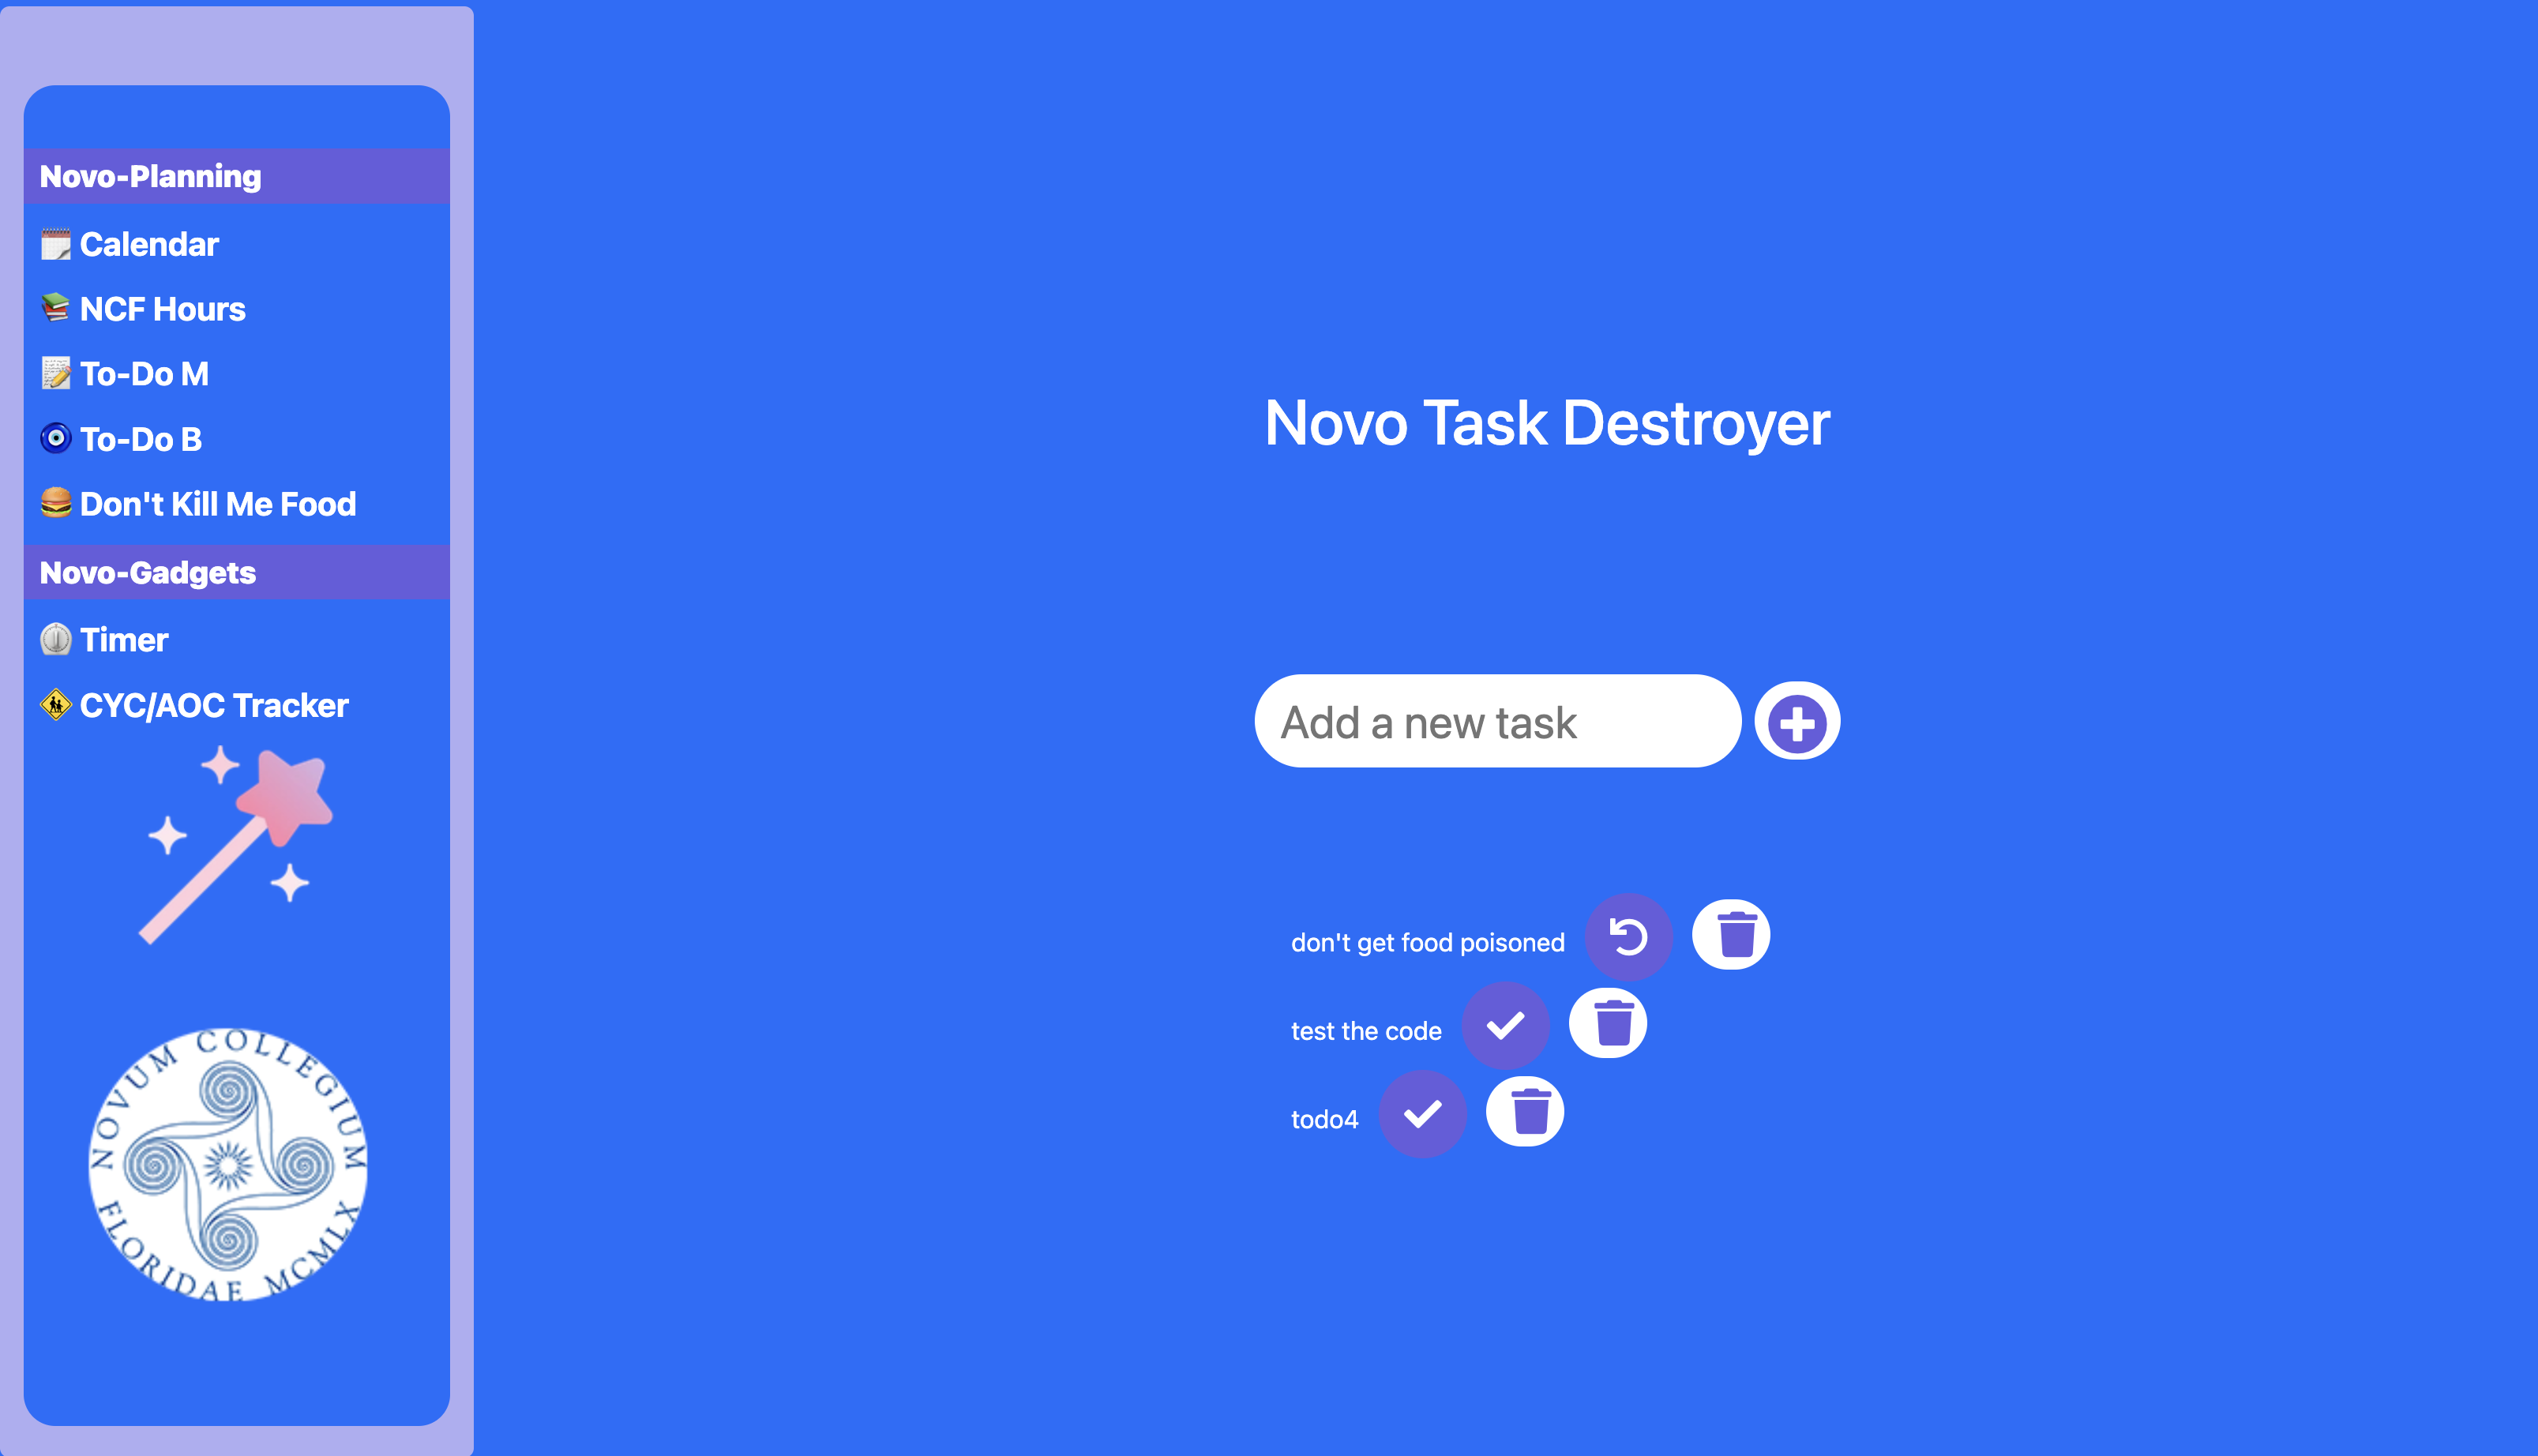 Novo-Planning
Calendar
NCF Hours
To-Do M
To-Do B
Don't Kill Me Food
Novo-Gadgets
Timer
CYC/AOC Tracker
NOVUM COLLEGIUM
FLORIDAE MCMLX
Novo Task Destroyer
Add a new task
don't get food poisoned
test the code
todo4